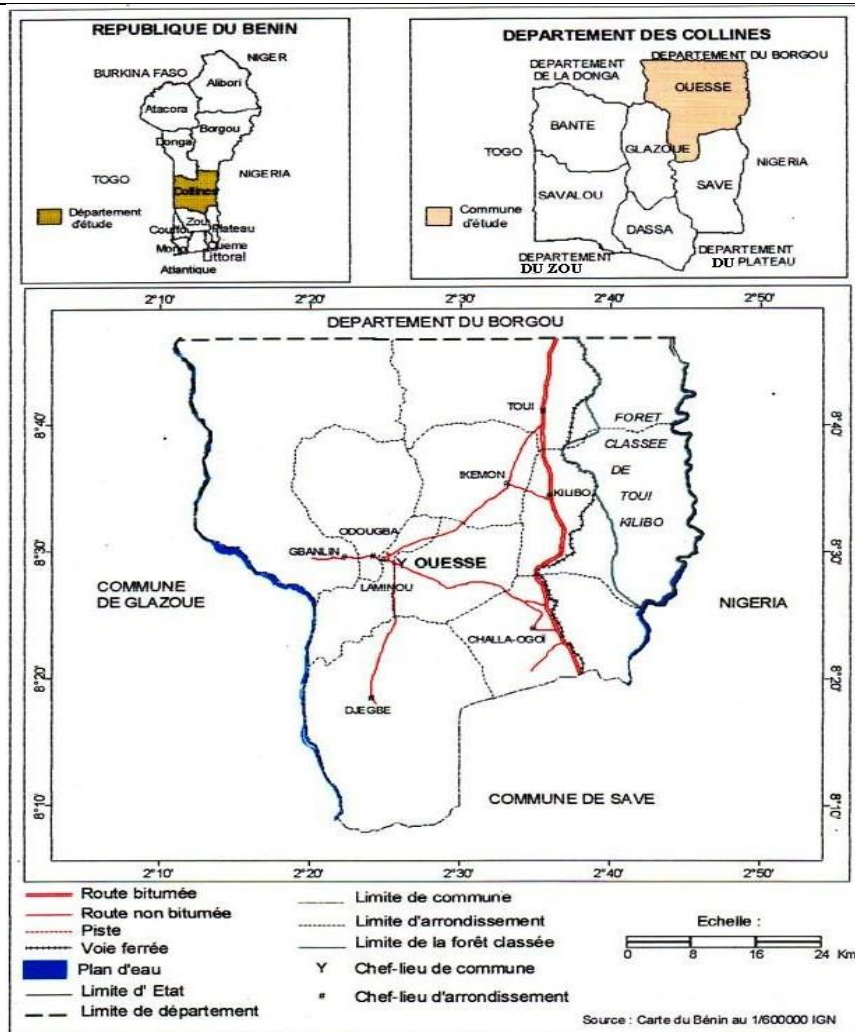 REPUBLIQUE DU BENIN
NIGER
BURKINA FASO
Alibori
Atacora
Borgou
Donga
TOGO
NIGERIA
Collines
Département
d'étude
Zou
Couffo
Plateau
Mono
Oueme
Littoral
Atlantique
DEPARTEMENT DES COLLINES
DEPARTEMENT DU BORGOU
DEPARTEMENT
DE LA DONGA
OUESSE
BANTE
GLAZOUE
TOGO
NIGERIA
SAVALOU
SAVE
Commune
d'étude
DASSA
DEPARTEMENT
DU ZOU
DEPARTEMENT
DU PLATEAU
2°10' 2°20' 2°30' 2°40' 2°50'
DEPARTEMENT DU BORGOU
TOUI
8°40' 8°40'
FORET
CLASSEE
DE
TOUI
KILIBO
IKEMON
KILIBO
ODOUGBA
8°30' 8°30'
GBANLIN
OUESSE
LAMINOU
COMMUNE
DE GLAZOUE
NIGERIA
CHALLA-OGOÏ
8°20' 8°20'
DJEGBE
COMMUNE DE SAVE
8°10' 8°10'
2°10' 2°20' 2°30' 2°40' 2°50'
Route bitumée
Route non bitumée
Piste
Voie ferrée
Plan d'eau
Limite d' Etat
Limite de département
Limite de commune
Limite d'arrondissement
Limite de la forêt classée
Y Chef-lieu de commune
Chef-lieu d'arrondissement
Echelle :
0 8 16 24 Km
Source : Carte du Bénin au 1/600000 IGN